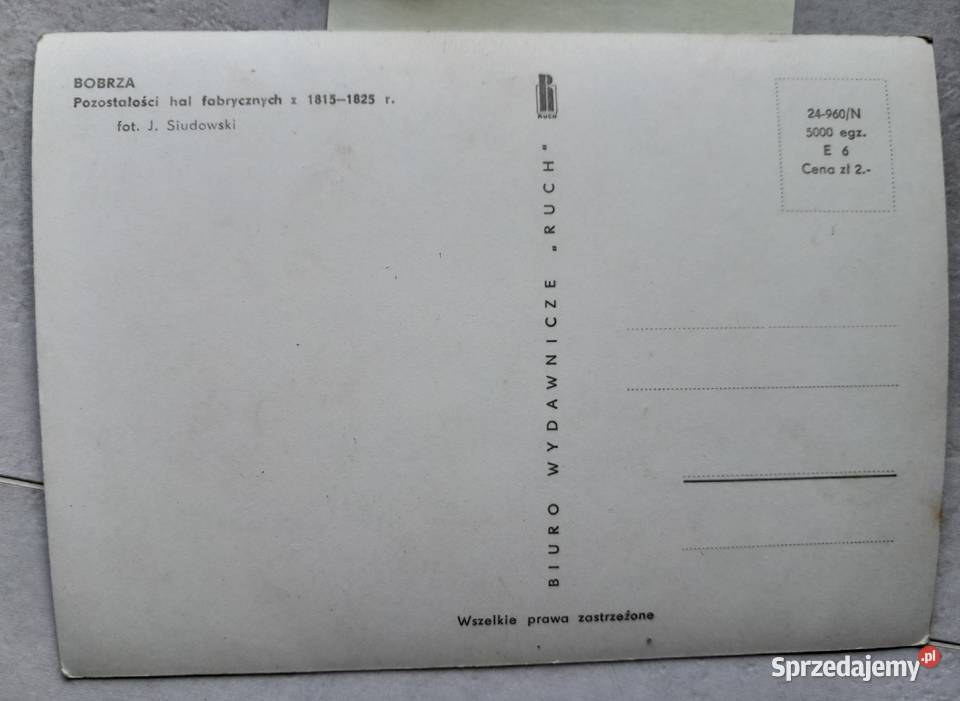 BOBRZA
Pozostałości hal fabrycznych z 1815—1825 r.
fot. J. Siudowski
RUCH
BIURO WYDAWNICZE „RUCH"
24-960/N
5000 egz.
E 6
Cena zł 2.-
Wszelkie prawa zastrzeżone
Sprzedajemy.pl